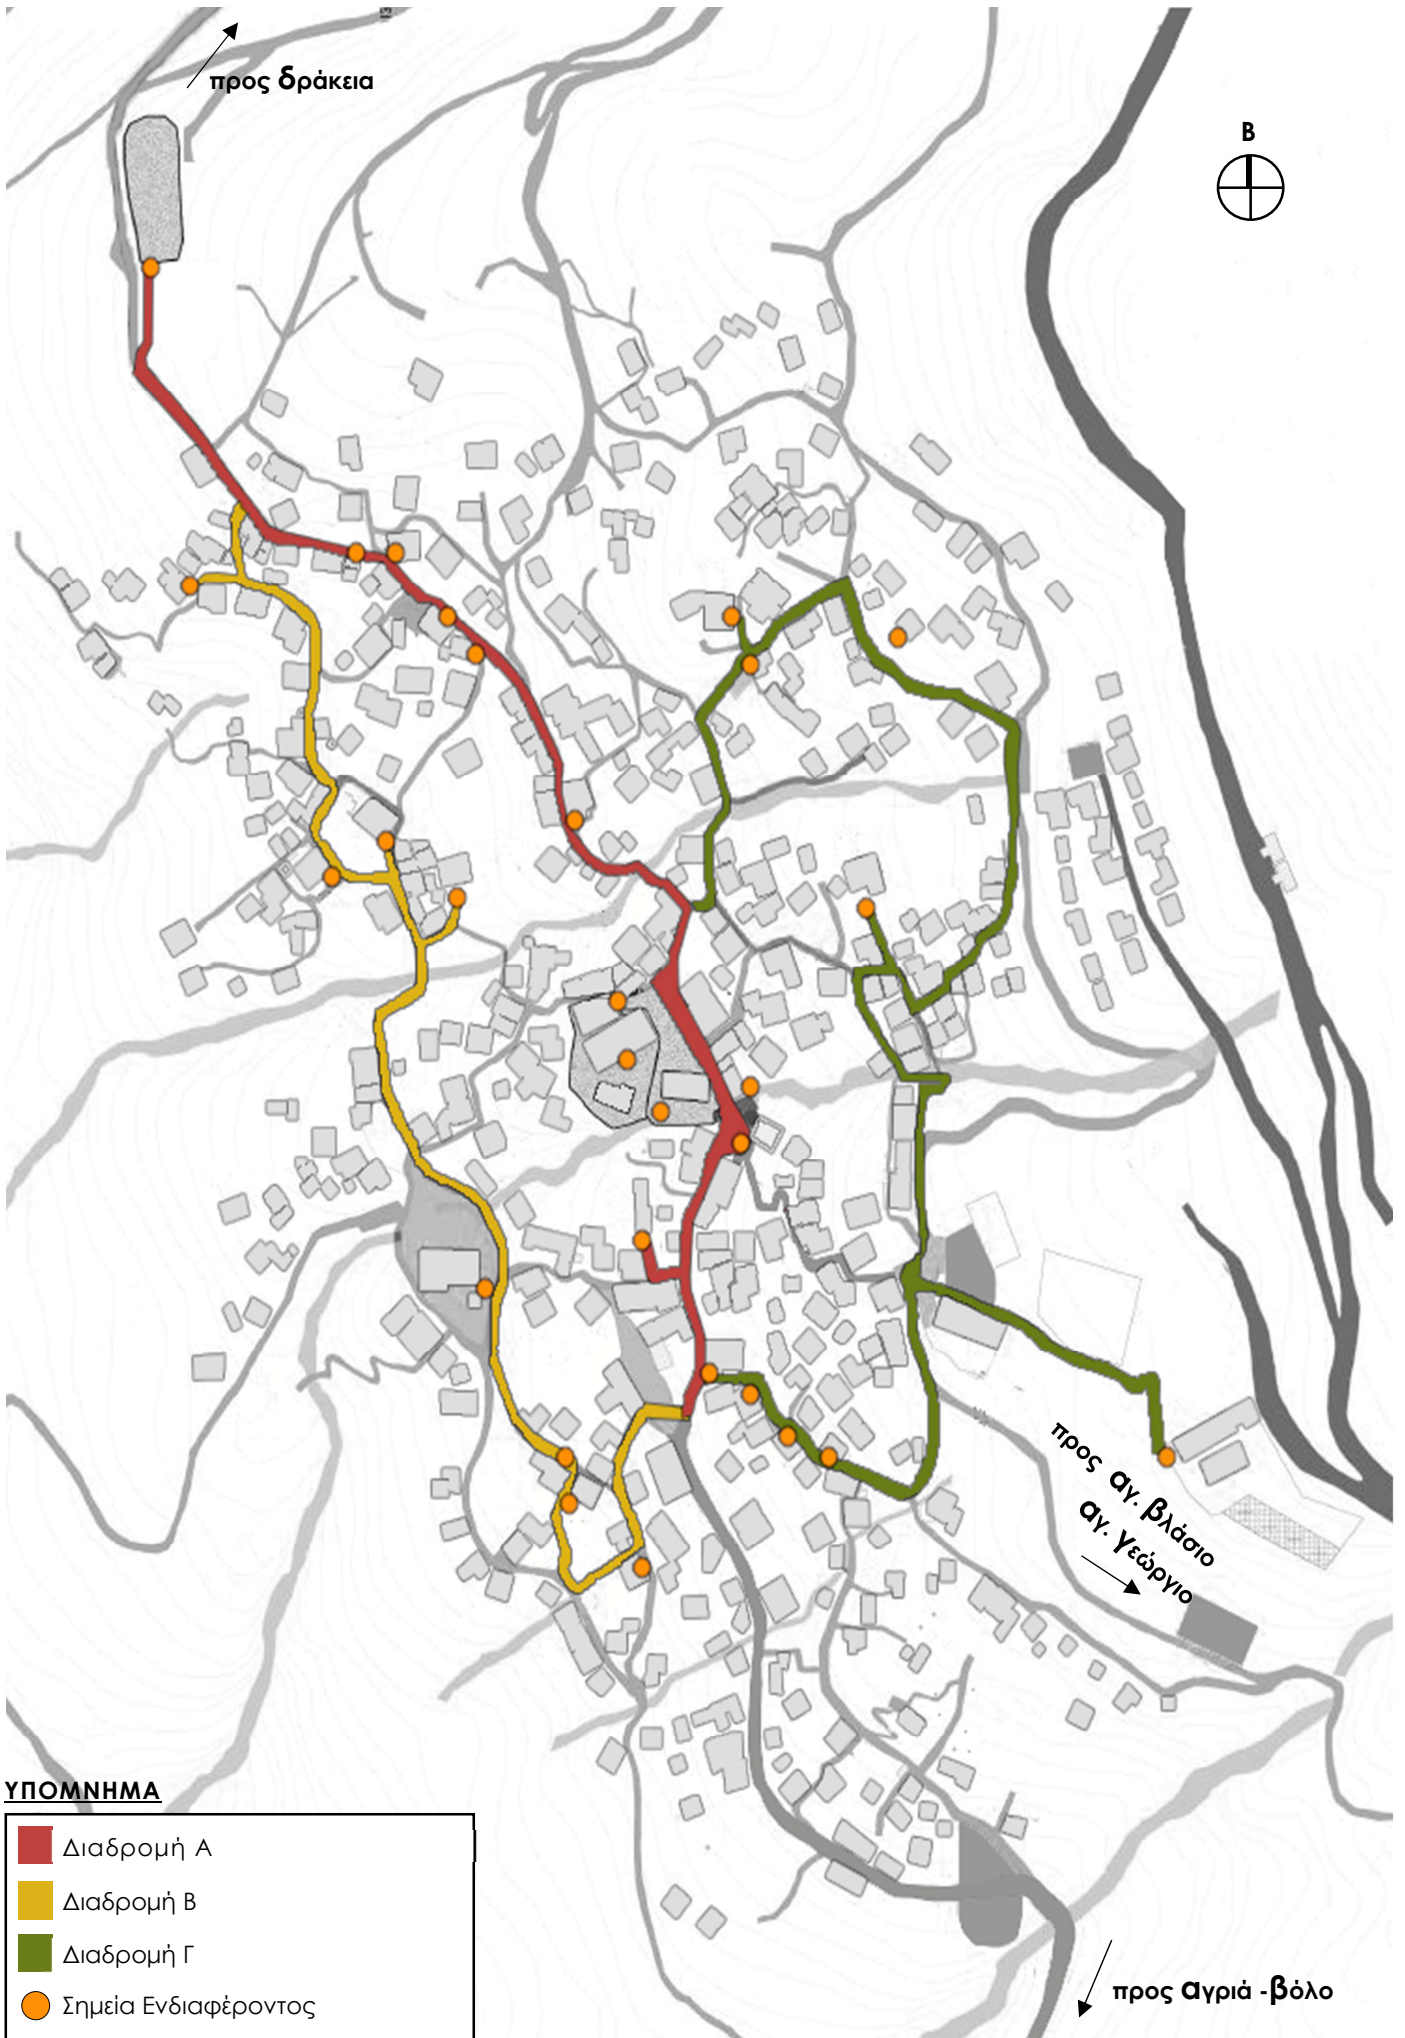 προς δράκεια
Β
προς αγ. βλάσιο
αγ. γεώργιο
ΥΠΟΜΝΗΜΑ
Διαδρομή Α
Διαδρομή Β
Διαδρομή Γ
Σημεία Ενδιαφέροντος
προς αγριά -βόλο